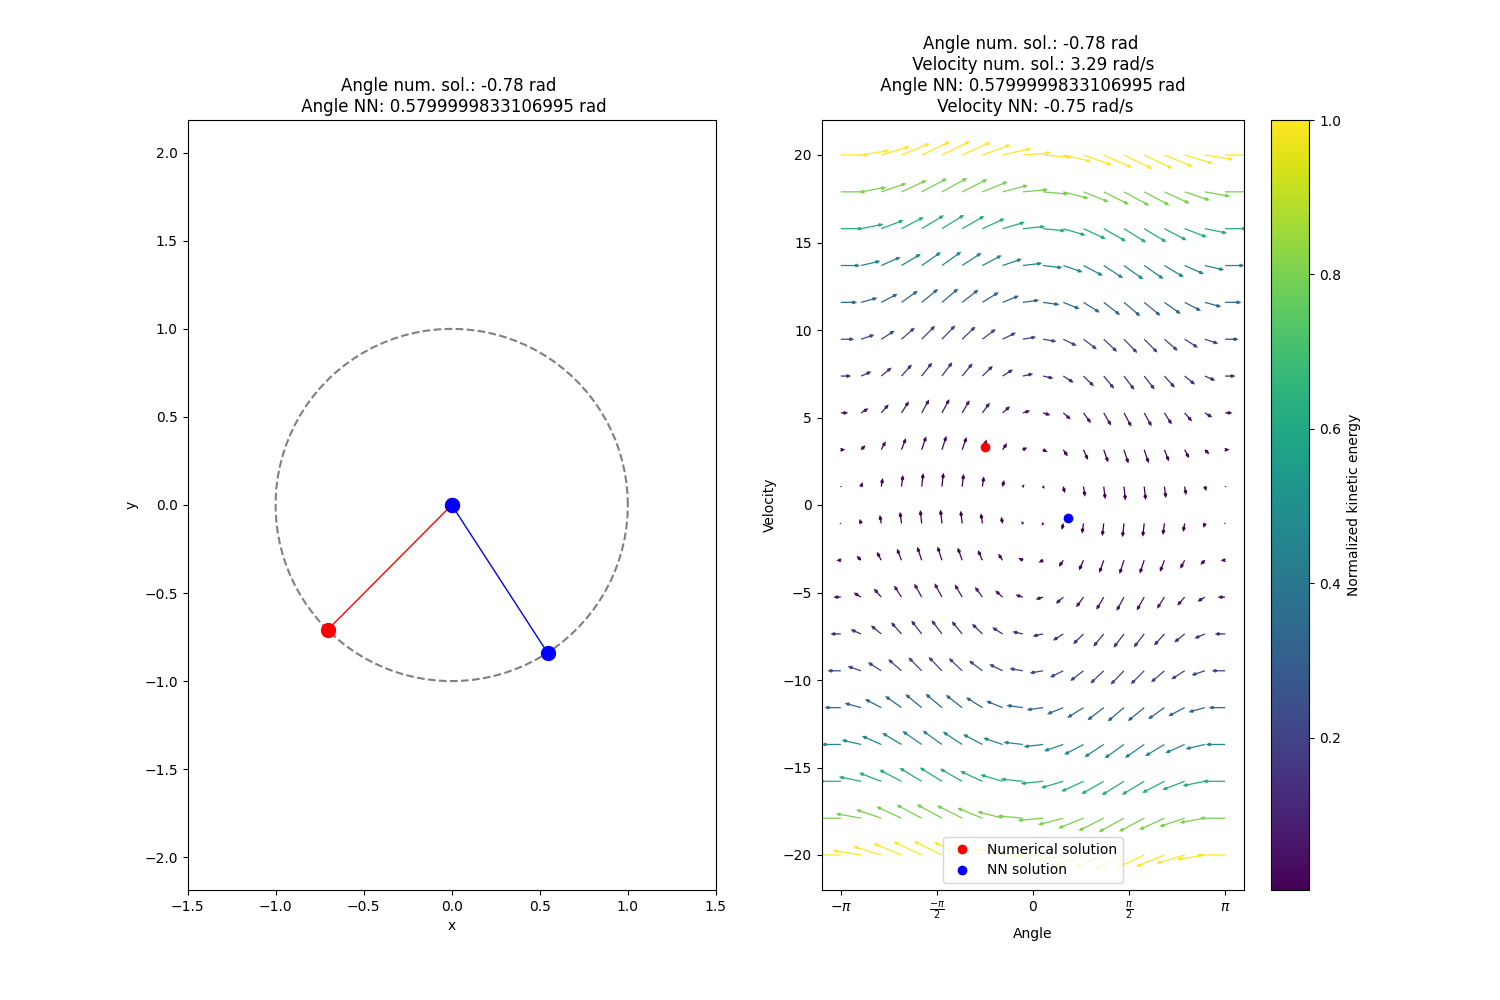 Angle num. sol.: -0.78 rad
Angle NN: 0.5799999833106995 rad
2.0
1.5
1.0
0.5
0.0
−0.5
−1.0
−1.5
−2.0
y
−1.5 −1.0 −0.5 0.0 0.5 1.0 1.5
x
Angle num. sol.: -0.78 rad
Velocity num. sol.: 3.29 rad/s
Angle NN: 0.5799999833106995 rad
Velocity NN: -0.75 rad/s
20
15
10
5
0
−5
−10
−15
−20
Velocity
Numerical solution
NN solution
−π −π/2 0 π/2 π
Angle
1.0
0.8
0.6
0.4
0.2
Normalized kinetic energy